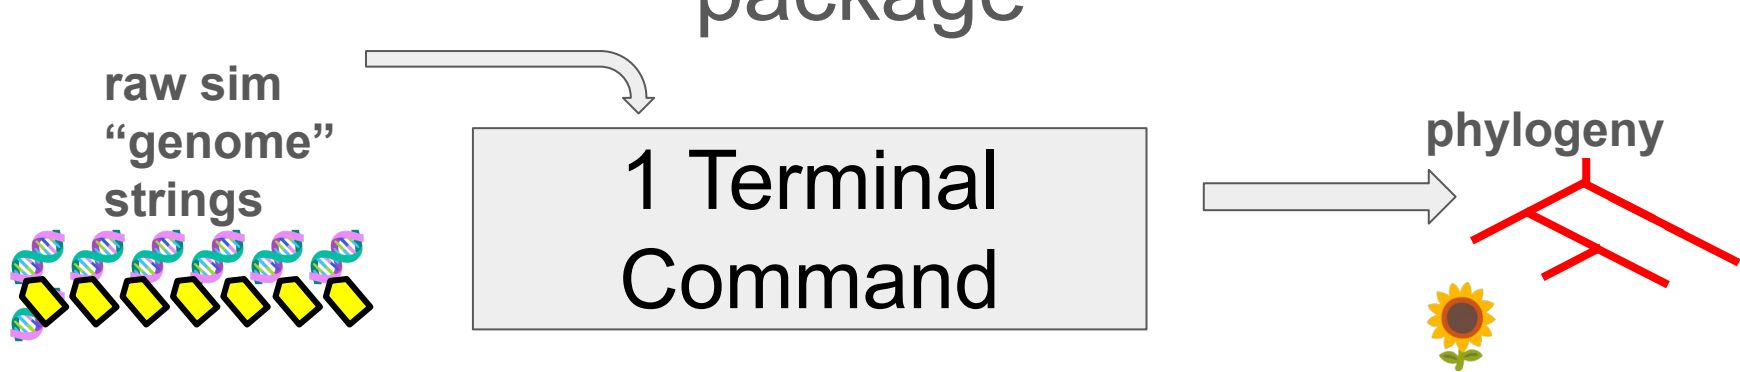 package
raw sim
“genome”
strings
1 Terminal
Command
phylogeny